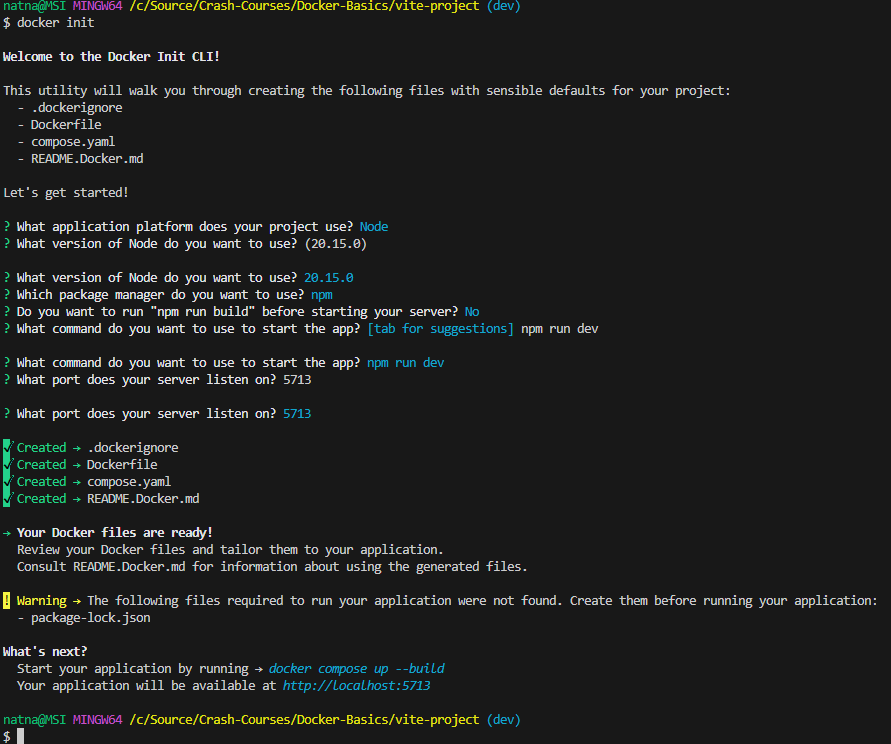 natna@MSI MINGW64 /c/Source/Crash-Courses/Docker-Basics/vite-project (dev)
$ docker init
Welcome to the Docker Init CLI!
This utility will walk you through creating the following files with sensible defaults for your project:
- .dockerignore
- Dockerfile
- compose.yaml
- README.Docker.md
Let's get started!
? What application platform does your project use? Node
? What version of Node do you want to use? (20.15.0)
? What version of Node do you want to use? 20.15.0
? Which package manager do you want to use? npm
? Do you want to run "npm run build" before starting your server? No
? What command do you want to use to start the app? [tab for suggestions] npm run dev
? What command do you want to use to start the app? npm run dev
? What port does your server listen on? 5713
? What port does your server listen on? 5713
✓ Created → .dockerignore
✓ Created → Dockerfile
✓ Created → compose.yaml
✓ Created → README.Docker.md
→ Your Docker files are ready!
Review your Docker files and tailor them to your application.
Consult README.Docker.md for information about using the generated files.
! Warning → The following files required to run your application were not found. Create them before running your application:
- package-lock.json
What's next?
Start your application by running → docker compose up --build
Your application will be available at http://localhost:5713
natna@MSI MINGW64 /c/Source/Crash-Courses/Docker-Basics/vite-project (dev)
$